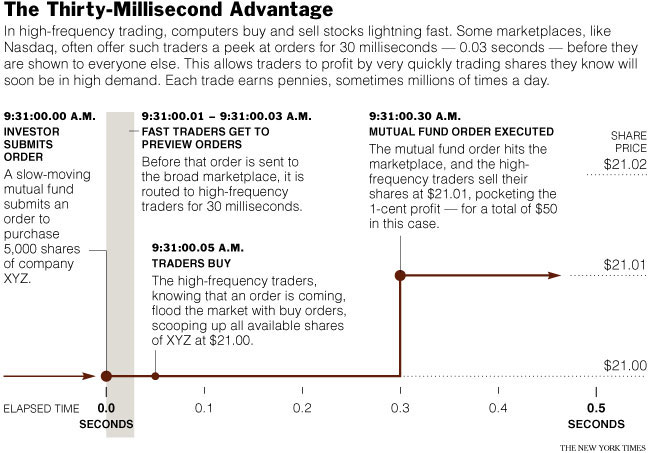 The Thirty-Millisecond Advantage
In high-frequency trading, computers buy and sell stocks lightning fast. Some marketplaces, like
Nasdaq, often offer such traders a peek at orders for 30 milliseconds — 0.03 seconds — before they
are shown to everyone else. This allows traders to profit by very quickly trading shares they know will
soon be in high demand. Each trade earns pennies, sometimes millions of times a day.
9:31:00.00 A.M.
INVESTOR
SUBMITS
ORDER
A slow-moving
mutual fund
submits an
order to
purchase
5,000 shares
of company
XYZ.
9:31:00.01 – 9:31:00.03 A.M.
FAST TRADERS GET TO
PREVIEW ORDERS
Before that order is sent to
the broad marketplace, it is
routed to high-frequency
traders for 30 milliseconds.
9:31:00.05 A.M.
TRADERS BUY
The high-frequency traders,
knowing that an order is coming,
flood the market with buy orders,
scooping up all available shares
of XYZ at $21.00.
9:31:00.30 A.M.
MUTUAL FUND ORDER EXECUTED
The mutual fund order hits the
marketplace, and the high-
frequency traders sell their
shares at $21.01, pocketing the
1-cent profit — for a total of $50
in this case.
SHARE
PRICE
$21.02
$21.01
$21.00
ELAPSED TIME
0.0
SECONDS
0.1
0.2
0.3
0.4
0.5
SECONDS
THE NEW YORK TIMES